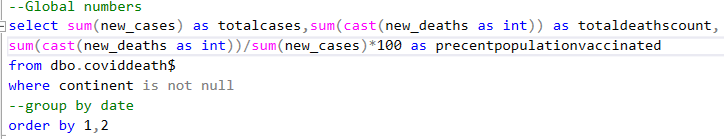 --Global numbers
select sum(new_cases) as totalcases,sum(cast(new_deaths as int)) as totaldeathscount,
sum(cast(new_deaths as int))/sum(new_cases)*100 as precentpopulationvaccinated
from dbo.coviddeath$
where continent is not null
--group by date
order by 1,2